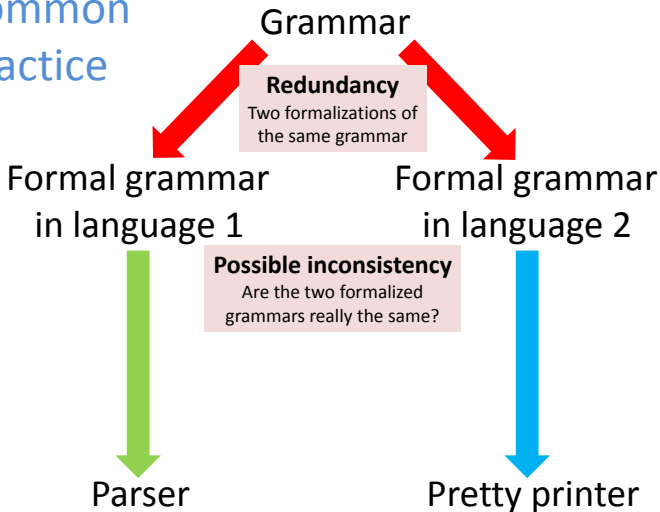 ommon
actice
Grammar
Redundancy
Two formalizations of
the same grammar
Formal grammar
in language 1
Formal grammar
in language 2
Possible inconsistency
Are the two formalized
grammars really the same?
Parser
Pretty printer